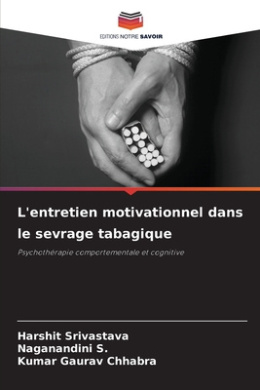 EDITIONS NOTRE SAVOIR
L'entretien motivationnel dans
le sevrage tabagique
Psychothérapie comportementale et cognitive
Harshit Srivastava
Naganandini S.
Kumar Gaurav Chhabra